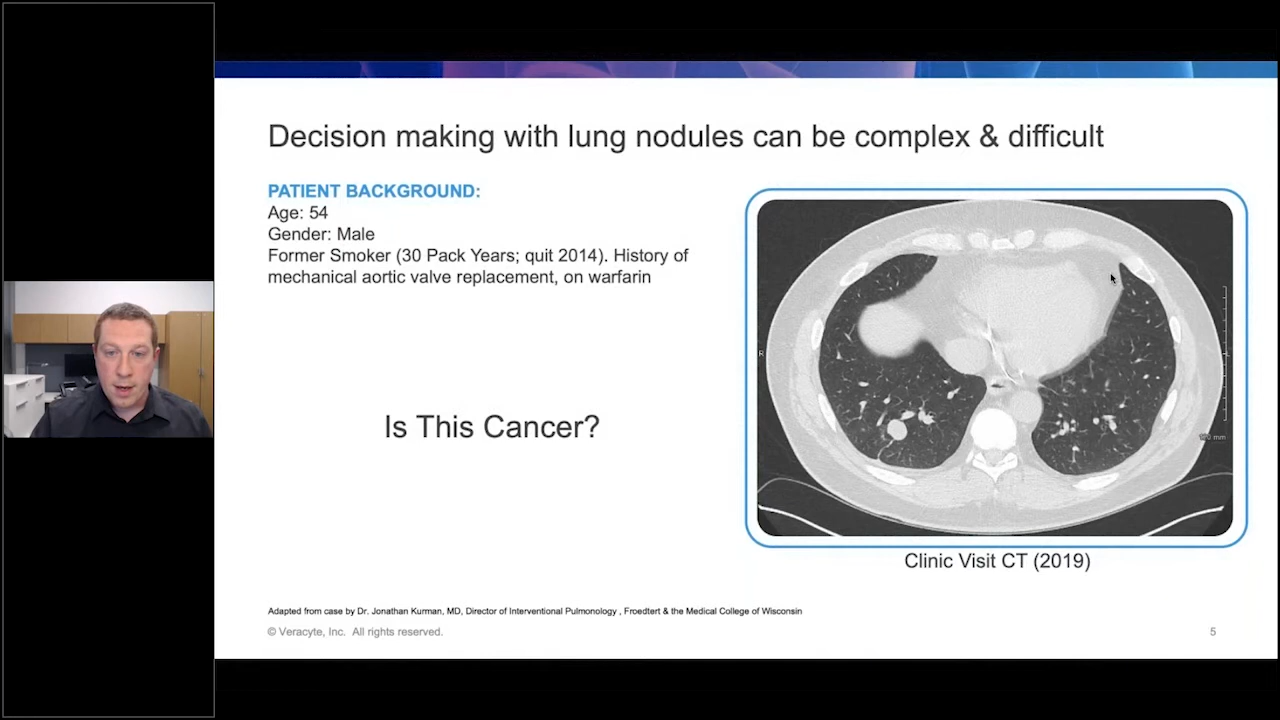 Decision making with lung nodules can be complex & difficult
PATIENT BACKGROUND:
Age: 54
Gender: Male
Former Smoker (30 Pack Years; quit 2014). History of
mechanical aortic valve replacement, on warfarin
Is This Cancer?
R
Clinic Visit CT (2019)
Adapted from case by Dr. Jonathan Kurman, MD, Director of Interventional Pulmonology , Froedtert & the Medical College of Wisconsin
© Veracyte, Inc. All rights reserved.
5